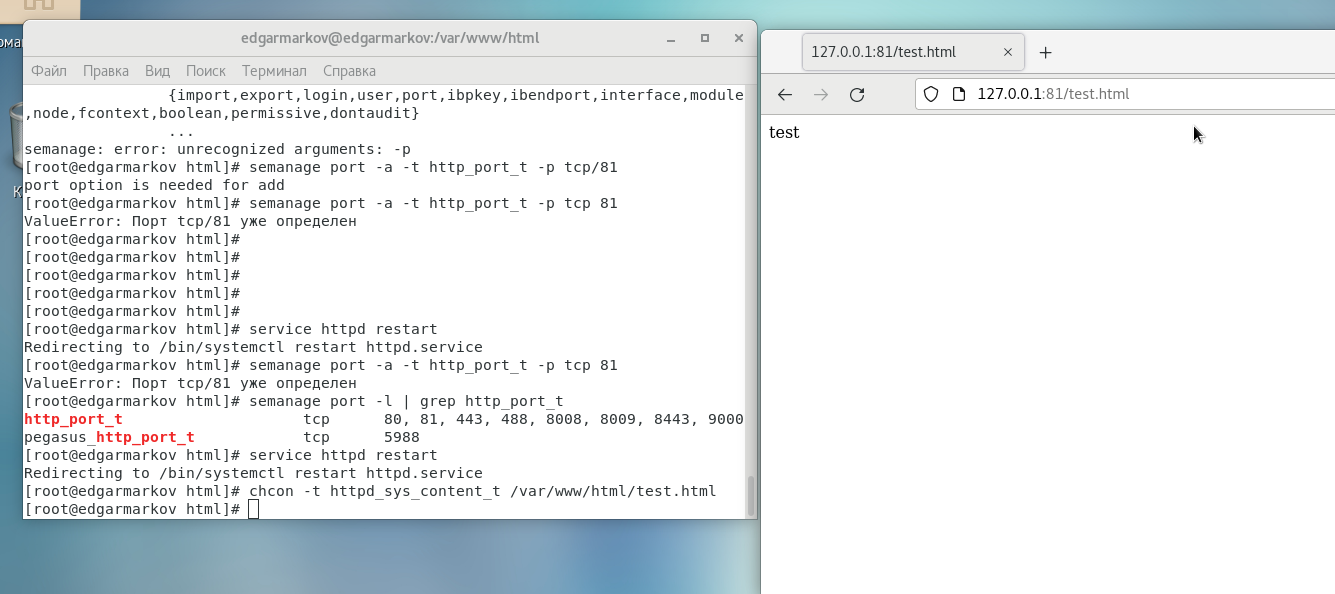 edgarmarkov@edgarmarkov:/var/www/html
Файл Правка Вид Поиск Терминал Справка
{import,export,login,user,port,ibpkey,ibendport,interface,module
,node,fcontext,boolean,permissive,dontaudit}
...
semanage: error: unrecognized arguments: -p
[root@edgarmarkov html]# semanage port -a -t http_port_t -p tcp/81
port option is needed for add
[root@edgarmarkov html]# semanage port -a -t http_port_t -p tcp 81
ValueError: Порт tcp/81 уже определен
[root@edgarmarkov html]#
[root@edgarmarkov html]#
[root@edgarmarkov html]#
[root@edgarmarkov html]#
[root@edgarmarkov html]#
[root@edgarmarkov html]# service httpd restart
Redirecting to /bin/systemctl restart httpd.service
[root@edgarmarkov html]# semanage port -a -t http_port_t -p tcp 81
ValueError: Порт tcp/81 уже определен
[root@edgarmarkov html]# semanage port -l | grep http_port_t
http_port_t tcp 80, 81, 443, 488, 8008, 8009, 8443, 9000
pegasus_http_port_t tcp 5988
[root@edgarmarkov html]# service httpd restart
Redirecting to /bin/systemctl restart httpd.service
[root@edgarmarkov html]# chcon -t httpd_sys_content_t /var/www/html/test.html
[root@edgarmarkov html]#
127.0.0.1:81/test.html
127.0.0.1:81/test.html
test